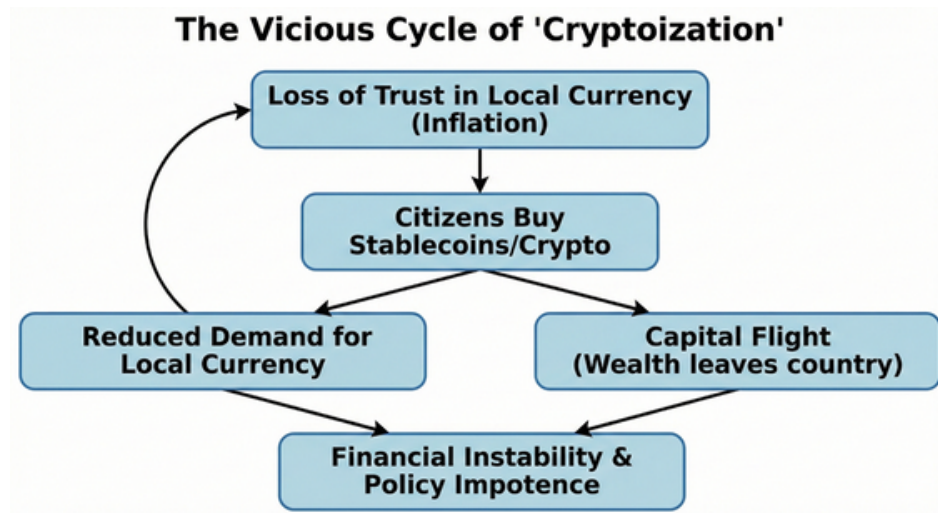 The Vicious Cycle of 'Cryptoization'
Loss of Trust in Local Currency
(Inflation)
Citizens Buy
Stablecoins/Crypto
Reduced Demand for
Local Currency
Capital Flight
(Wealth leaves country)
Financial Instability &
Policy Impotence